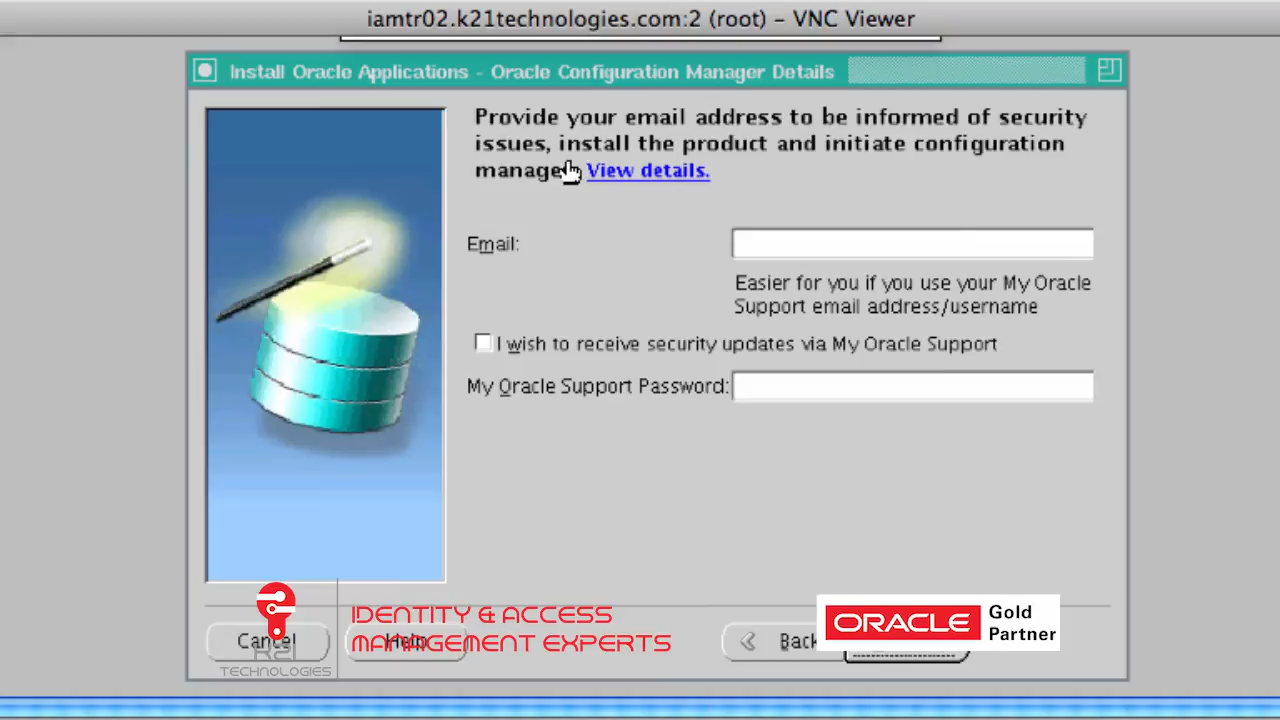 iamtr02.k21technologies.com:2 (root) – VNC Viewer
Install Oracle Applications - Oracle Configuration Manager Details
Provide your email address to be informed of security
issues, install the product and initiate configuration
manage View details.
Email:
Easier for you if you use your My Oracle
Support email address/username
I wish to receive security updates via My Oracle Support
My Oracle Support Password:
Cancel
Help
Back
K21
TECHNOLOGIES
IDENTITY & ACCESS
MANAGEMENT EXPERTS
ORACLE
Gold
Partner